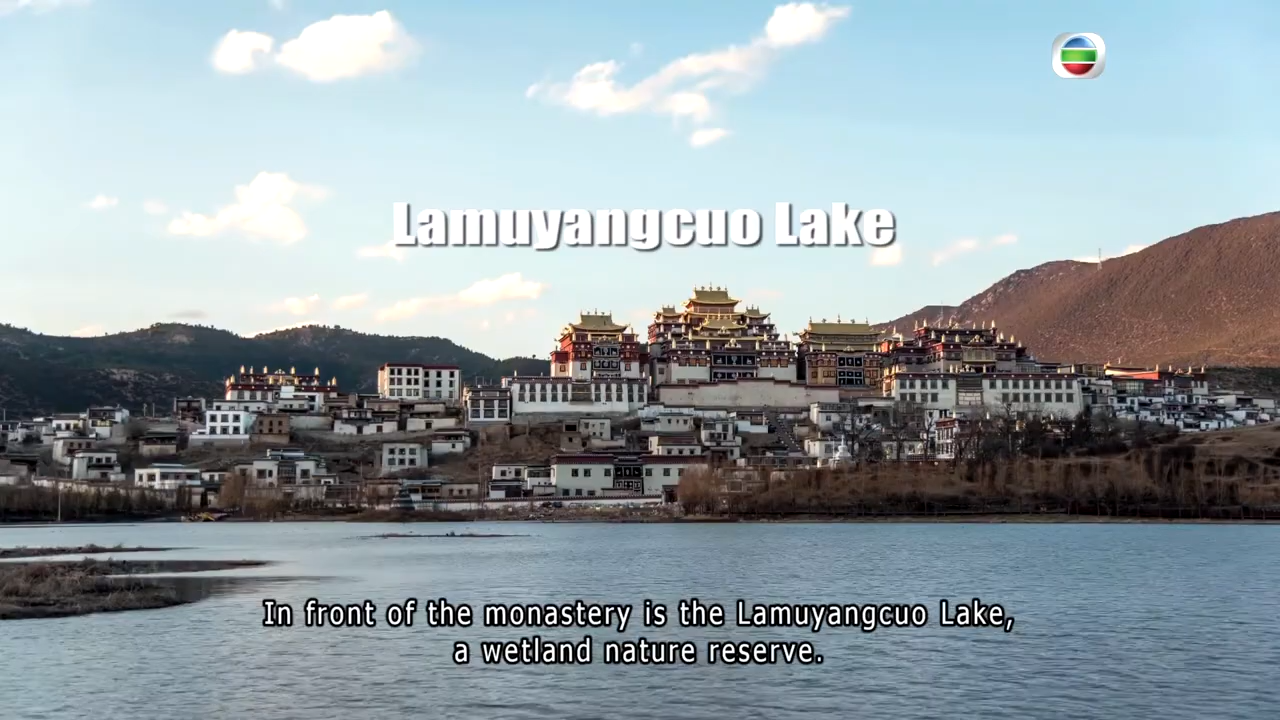 Lamuyangcuo Lake
In front of the monastery is the Lamuyangcuo Lake,
a wetland nature reserve.